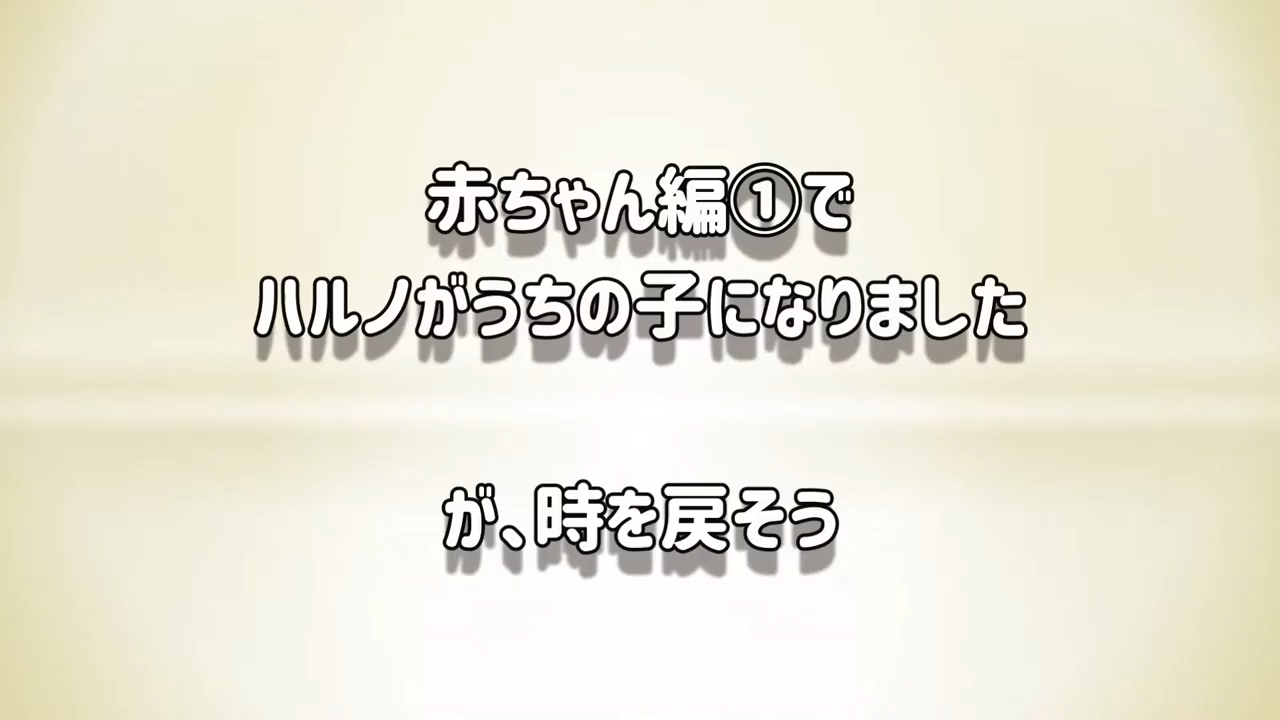 赤ちゃん編①で
ハルノがうちの子になりました
が、時を戻そう